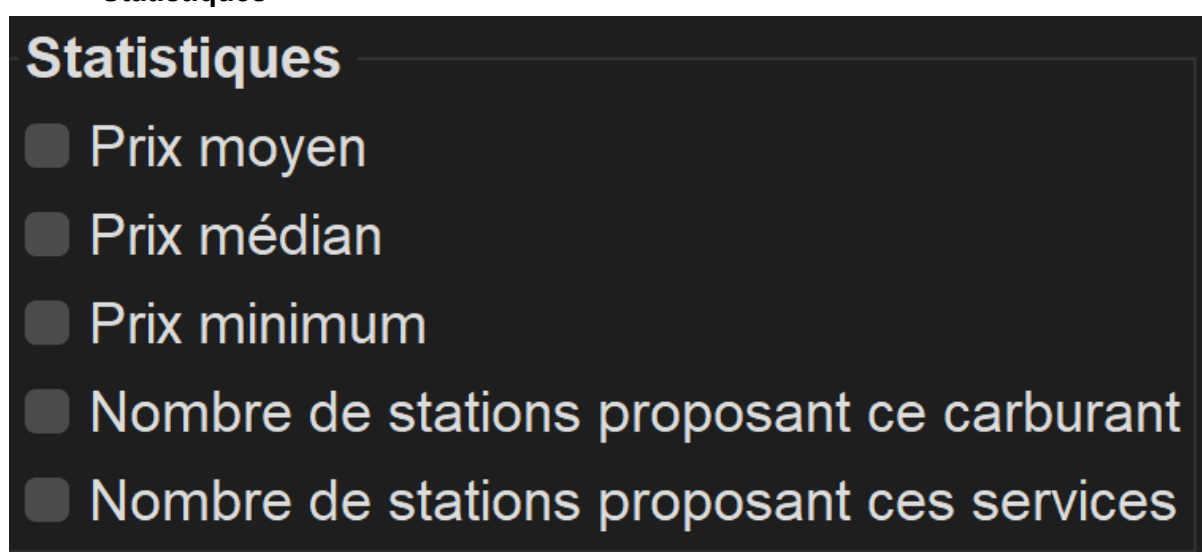 Statistiques
Statistiques
Prix moyen
Prix médian
Prix minimum
Nombre de stations proposant ce carburant
Nombre de stations proposant ces services